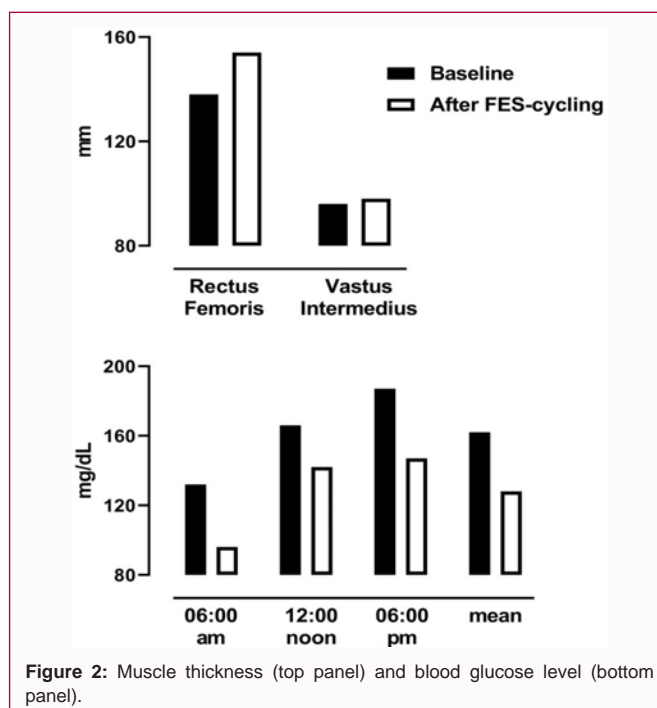 160
120
80
mm
Baseline
After FES-cycling
Rectus Femoris
Vastus Intermedius
200
160
120
80
mg/dL
06:00 am
12:00 noon
06:00 pm
mean
Figure 2: Muscle thickness (top panel) and blood glucose level (bottom
panel).